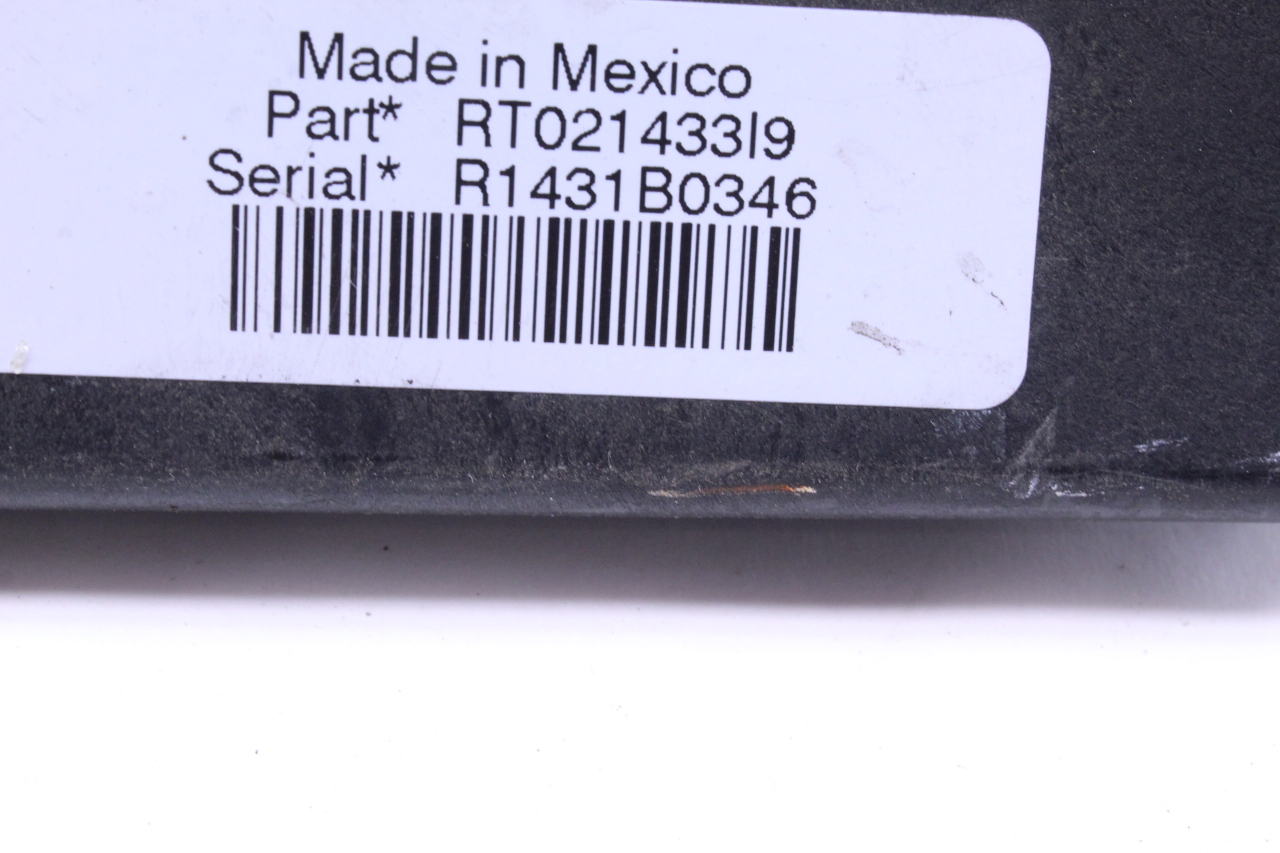 Made in Mexico
Part* RT021433I9
Serial* R1431B0346